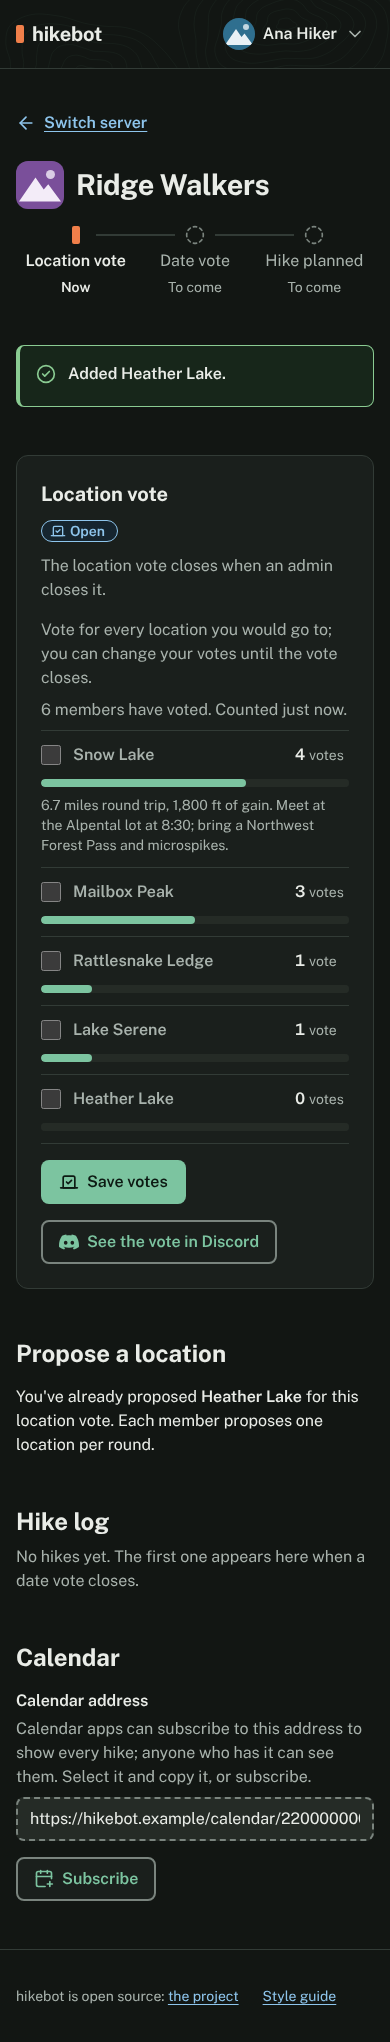 hikebot
Ana Hiker
Switch server
Ridge Walkers
Location vote
Now
Date vote
To come
Hike planned
To come
Added Heather Lake.
Location vote
Open
The location vote closes when an admin
closes it.
Vote for every location you would go to;
you can change your votes until the vote
closes.
6 members have voted. Counted just now.
Snow Lake 4 votes
6.7 miles round trip, 1,800 ft of gain. Meet at
the Alpental lot at 8:30; bring a Northwest
Forest Pass and microspikes.
Mailbox Peak 3 votes
Rattlesnake Ledge 1 vote
Lake Serene 1 vote
Heather Lake 0 votes
Save votes
See the vote in Discord
Propose a location
You've already proposed Heather Lake for this
location vote. Each member proposes one
location per round.
Hike log
No hikes yet. The first one appears here when a
date vote closes.
Calendar
Calendar address
Calendar apps can subscribe to this address to
show every hike; anyone who has it can see
them. Select it and copy it, or subscribe.
https://hikebot.example/calendar/22000000
Subscribe
hikebot is open source: the project Style guide